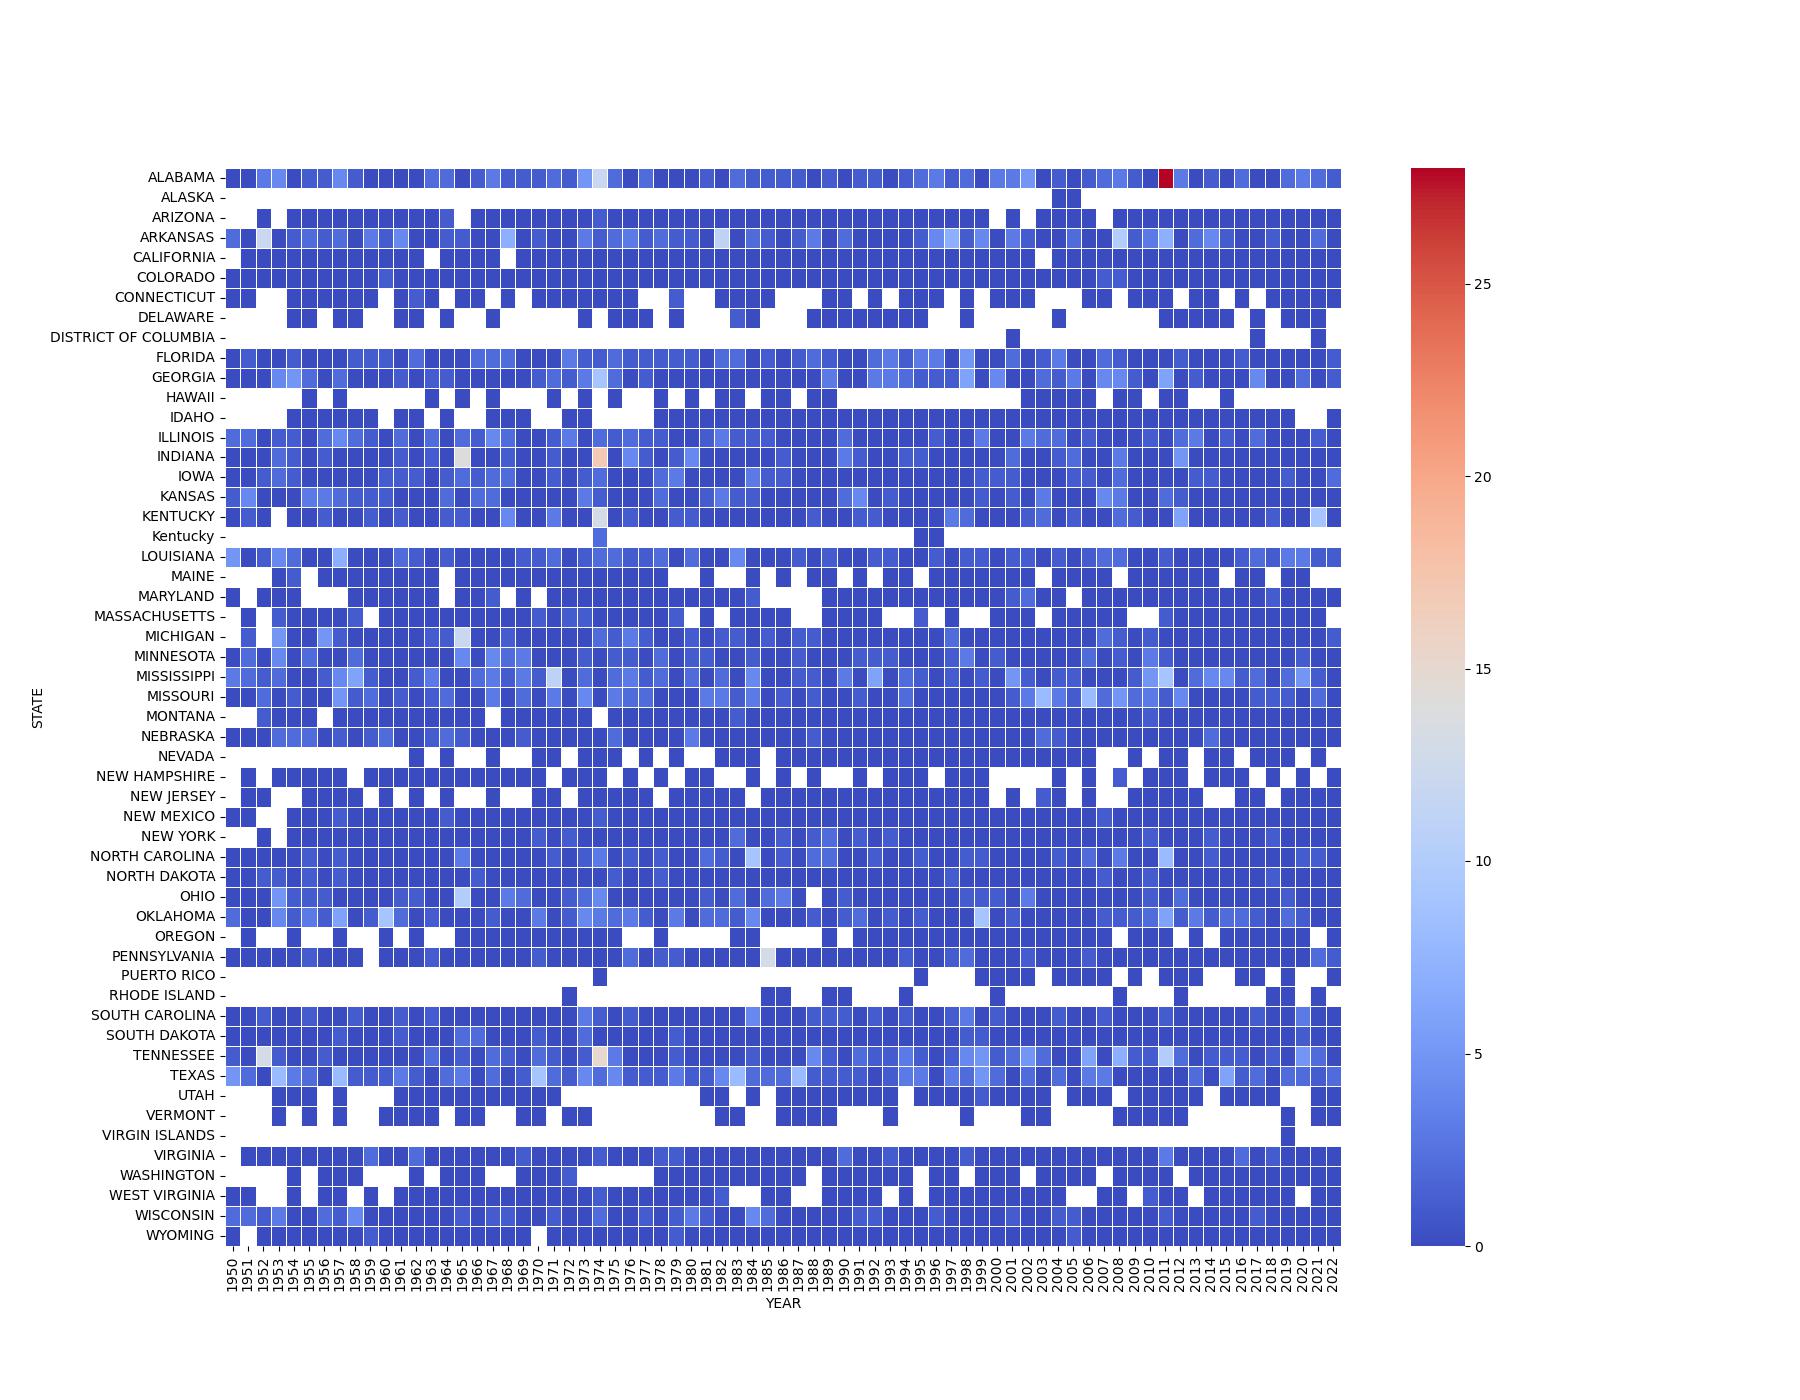 ALABAMA
ALASKA
ARIZONA
ARKANSAS
CALIFORNIA
COLORADO
CONNECTICUT
DELAWARE
DISTRICT OF COLUMBIA
FLORIDA
GEORGIA
HAWAII
IDAHO
ILLINOIS
INDIANA
IOWA
KANSAS
KENTUCKY
Kentucky
LOUISIANA
MAINE
MARYLAND
MASSACHUSETTS
MICHIGAN
MINNESOTA
MISSISSIPPI
MISSOURI
MONTANA
NEBRASKA
NEVADA
NEW HAMPSHIRE
NEW JERSEY
NEW MEXICO
NEW YORK
NORTH CAROLINA
NORTH DAKOTA
OHIO
OKLAHOMA
OREGON
PENNSYLVANIA
PUERTO RICO
RHODE ISLAND
SOUTH CAROLINA
SOUTH DAKOTA
TENNESSEE
TEXAS
UTAH
VERMONT
VIRGIN ISLANDS
VIRGINIA
WASHINGTON
WEST VIRGINIA
WISCONSIN
WYOMING
STATE
1950 1951 1952 1953 1954 1955 1956 1957 1958 1959 1960 1961 1962 1963 1964 1965 1966 1967 1968 1969 1970 1971 1972 1973 1974 1975 1976 1977 1978 1979 1980 1981 1982 1983 1984 1985 1986 1987 1988 1989 1990 1991 1992 1993 1994 1995 1996 1997 1998 1999 2000 2001 2002 2003 2004 2005 2006 2007 2008 2009 2010 2011 2012 2013 2014 2015 2016 2017 2018 2019 2020 2021 2022
YEAR
25
20
15
10
5
0